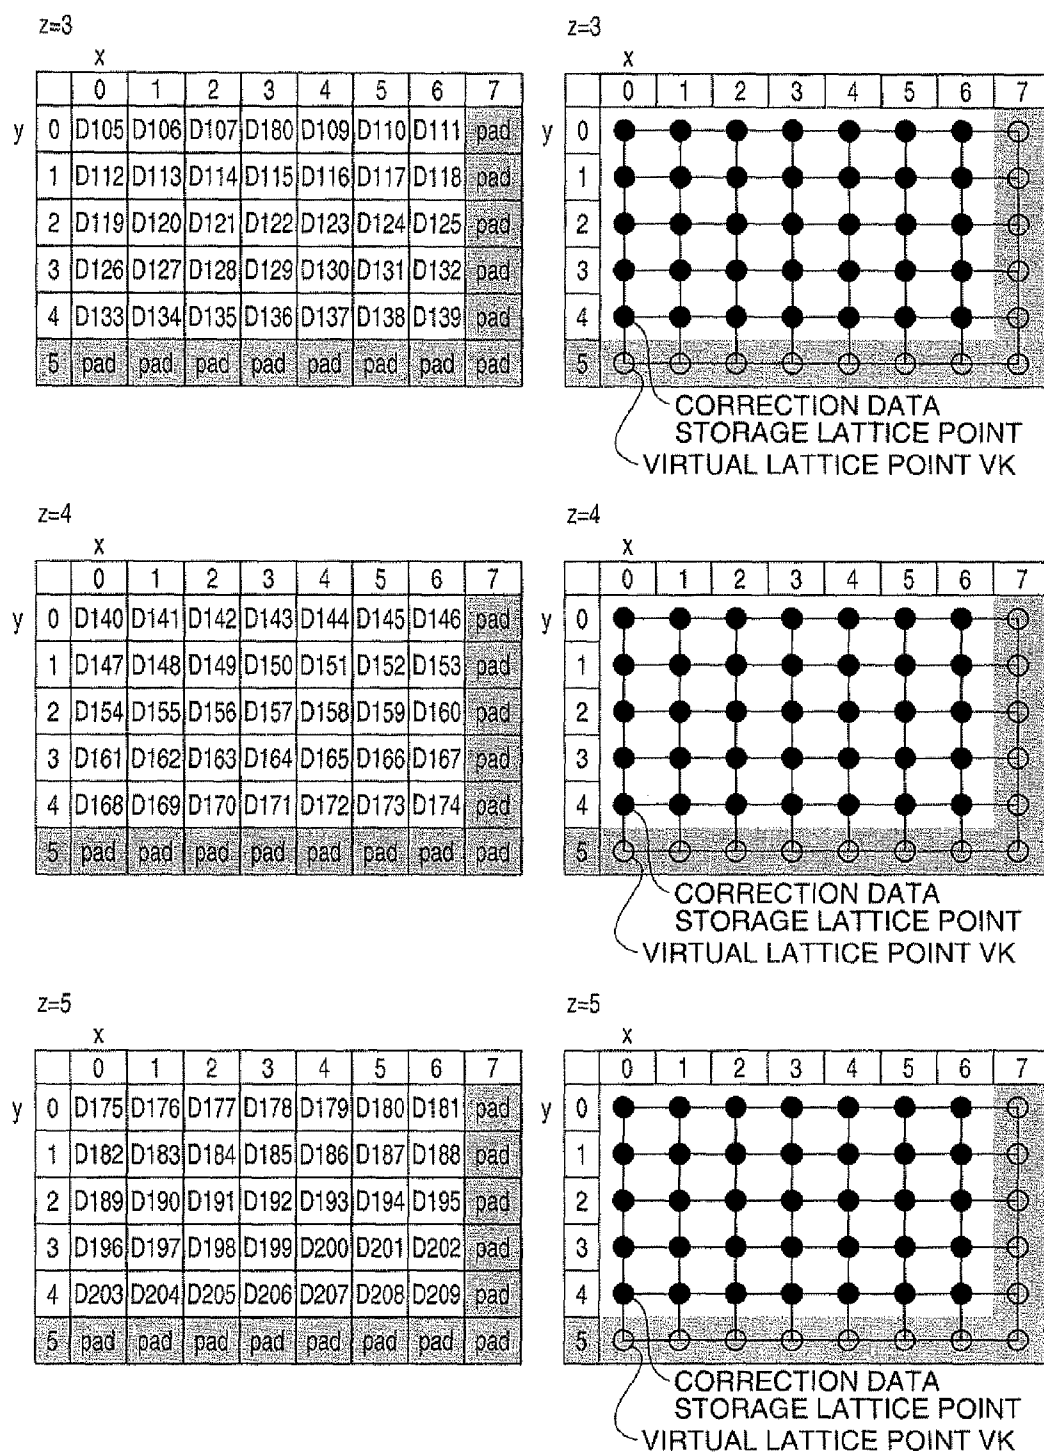 z=3
x
0 1 2 3 4 5 6 7
y 0 D105 D106 D107 D180 D109 D110 D111 pad
1 D112 D113 D114 D115 D116 D117 D118 pad
2 D119 D120 D121 D122 D123 D124 D125 pad
3 D126 D127 D128 D129 D130 D131 D132 pad
4 D133 D134 D135 D136 D137 D138 D139 pad
5 pad pad pad pad pad pad pad pad
z=3
x
0 1 2 3 4 5 6 7
y 0
1
2
3
4
5
CORRECTION DATA
STORAGE LATTICE POINT
VIRTUAL LATTICE POINT VK
z=4
x
0 1 2 3 4 5 6 7
y 0 D140 D141 D142 D143 D144 D145 D146 pad
1 D147 D148 D149 D150 D151 D152 D153 pad
2 D154 D155 D156 D157 D158 D159 D160 pad
3 D161 D162 D163 D164 D165 D166 D167 pad
4 D168 D169 D170 D171 D172 D173 D174 pad
5 pad pad pad pad pad pad pad pad
z=4
x
0 1 2 3 4 5 6 7
y 0
1
2
3
4
5
CORRECTION DATA
STORAGE LATTICE POINT
VIRTUAL LATTICE POINT VK
z=5
x
0 1 2 3 4 5 6 7
y 0 D175 D176 D177 D178 D179 D180 D181 pad
1 D182 D183 D184 D185 D186 D187 D188 pad
2 D189 D190 D191 D192 D193 D194 D195 pad
3 D196 D197 D198 D199 D200 D201 D202 pad
4 D203 D204 D205 D206 D207 D208 D209 pad
5 pad pad pad pad pad pad pad pad
z=5
x
0 1 2 3 4 5 6 7
y 0
1
2
3
4
5
CORRECTION DATA
STORAGE LATTICE POINT
VIRTUAL LATTICE POINT VK